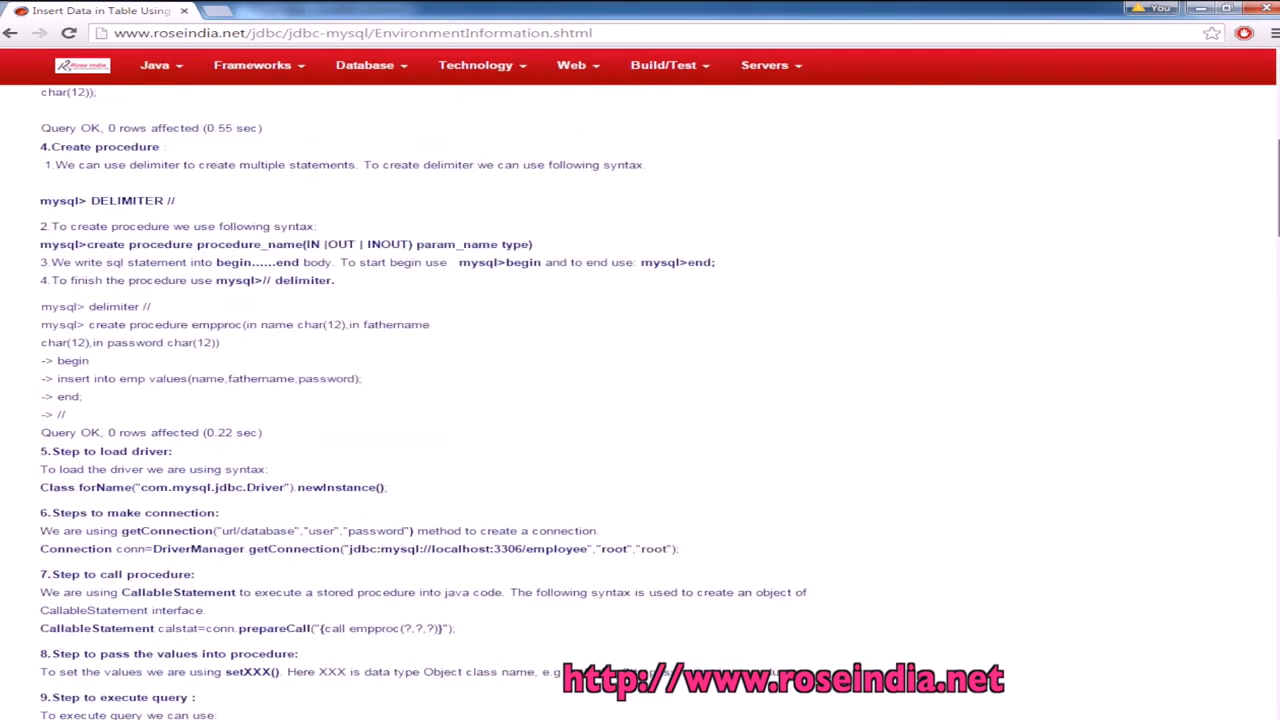 Insert Data in Table Using
You
www.roseindia.net/jdbc/jdbc-mysql/EnvironmentInformation.shtml
Rose India Java Frameworks Database Technology Web Build/Test Servers
char(12));
Query OK, 0 rows affected (0.55 sec)
4.Create procedure :
1.We can use delimiter to create multiple statements. To create delimiter we can use following syntax.
mysql> DELIMITER //
2.To create procedure we use following syntax:
mysql>create procedure procedure_name(IN |OUT | INOUT) param_name type)
3.We write sql statement into begin......end body. To start begin use mysql>begin and to end use: mysql>end;
4.To finish the procedure use mysql>// delimiter.
mysql> delimiter //
mysql> create procedure empproc(in name char(12),in fathername
char(12),in password char(12))
-> begin
-> insert into emp values(name,fathername,password);
-> end;
-> //
Query OK, 0 rows affected (0.22 sec)
5.Step to load driver:
To load the driver we are using syntax:
Class.forName("com.mysql.jdbc.Driver").newInstance();
6.Steps to make connection:
We are using getConnection("url/database","user","password") method to create a connection.
Connection conn=DriverManager.getConnection("jdbc:mysql://localhost:3306/employee","root","root");
7.Step to call procedure:
We are using CallableStatement to execute a stored procedure into java code. The following syntax is used to create an object of
CallableStatement interface.
CallableStatement calstat=conn.prepareCall("{call empproc(?,?,?)}");
8.Step to pass the values into procedure:
To set the values we are using setXXX(). Here XXX is data type Object class name, e.g
http://www.roseindia.net
9.Step to execute query :
To execute query we can use: